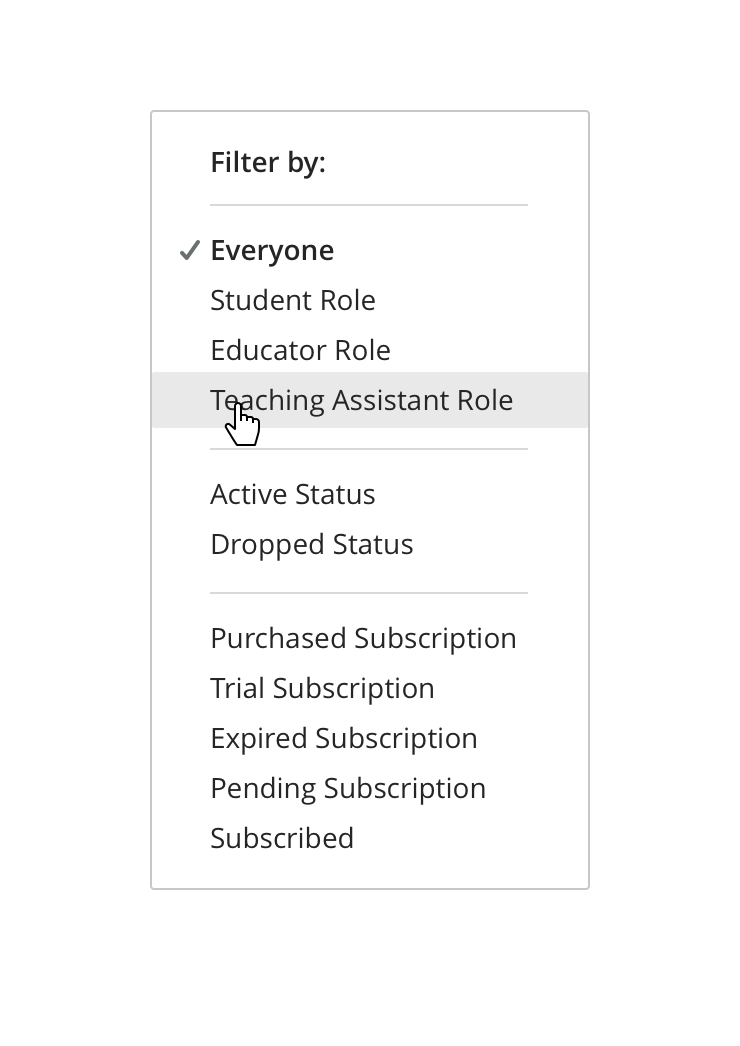 Filter by:
Everyone
Student Role
Educator Role
Teaching Assistant Role
Active Status
Dropped Status
Purchased Subscription
Trial Subscription
Expired Subscription
Pending Subscription
Subscribed